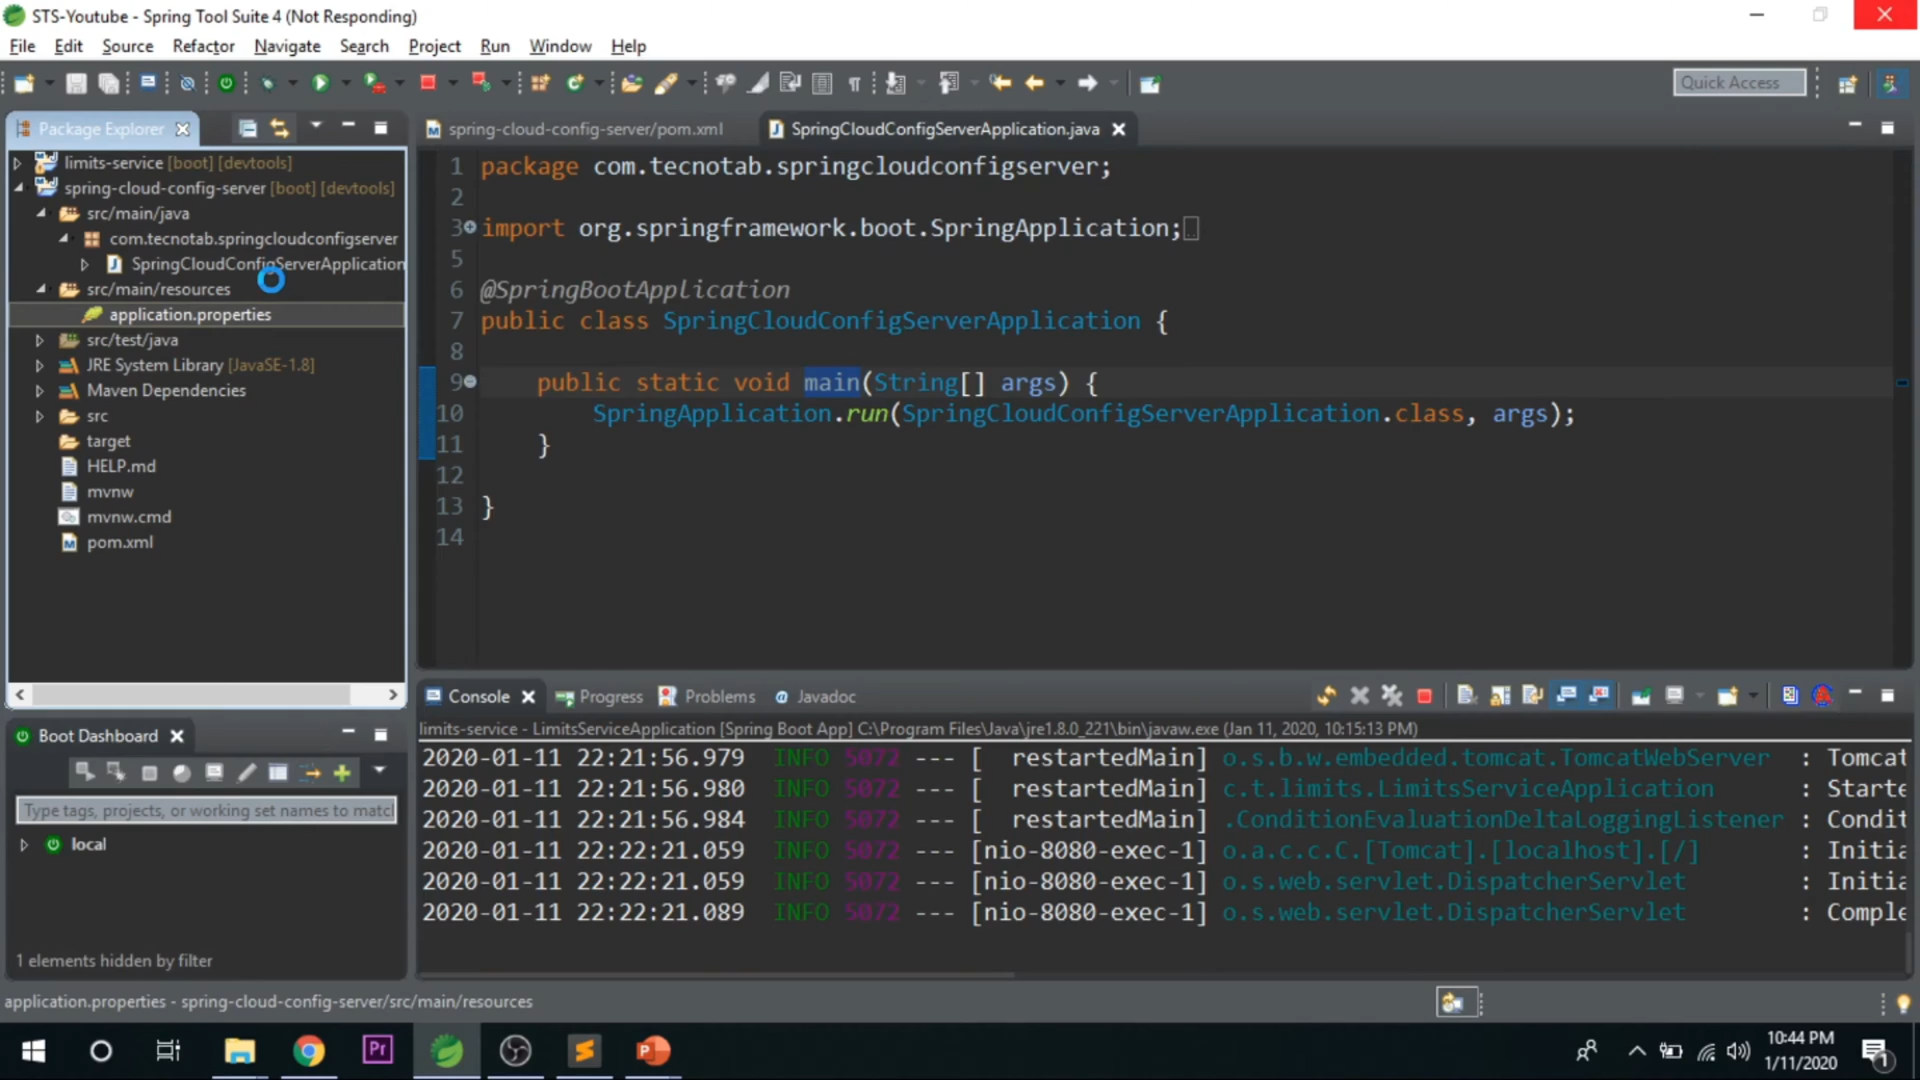 STS-Youtube - Spring Tool Suite 4 (Not Responding)
File Edit Source Refactor Navigate Search Project Run Window Help
Quick Access
Package Explorer
limits-service [boot] [devtools]
spring-cloud-config-server [boot] [devtools]
src/main/java
com.tecnotab.springcloudconfigserver
SpringCloudConfigServerApplication
src/main/resources
application.properties
src/test/java
JRE System Library [JavaSE-1.8]
Maven Dependencies
src
target
HELP.md
mvnw
mvnw.cmd
pom.xml
spring-cloud-config-server/pom.xml
SpringCloudConfigServerApplication.java
1 package com.tecnotab.springcloudconfigserver;
2
3 import org.springframework.boot.SpringApplication;
5
6 @SpringBootApplication
7 public class SpringCloudConfigServerApplication {
8
9 public static void main(String[] args) {
10 SpringApplication.run(SpringCloudConfigServerApplication.class, args);
11 }
12
13 }
14
Console Progress Problems @ Javadoc
limits-service - LimitsServiceApplication [Spring Boot App] C:\Program Files\Java\jre1.8.0_221\bin\javaw.exe (Jan 11, 2020, 10:15:13 PM)
2020-01-11 22:21:56.979 INFO 5072 --- [ restartedMain] o.s.b.w.embedded.tomcat.TomcatWebServer : Tomcat
2020-01-11 22:21:56.980 INFO 5072 --- [ restartedMain] c.t.limits.LimitsServiceApplication : Starte
2020-01-11 22:21:56.984 INFO 5072 --- [ restartedMain] .ConditionEvaluationDeltaLoggingListener : Condit
2020-01-11 22:22:21.059 INFO 5072 --- [nio-8080-exec-1] o.a.c.c.C.[Tomcat].[localhost].[/] : Initia
2020-01-11 22:22:21.059 INFO 5072 --- [nio-8080-exec-1] o.s.web.servlet.DispatcherServlet : Initia
2020-01-11 22:22:21.089 INFO 5072 --- [nio-8080-exec-1] o.s.web.servlet.DispatcherServlet : Comple
Boot Dashboard
Type tags, projects, or working set names to matcl
local
1 elements hidden by filter
application.properties - spring-cloud-config-server/src/main/resources
Pr
10:44 PM
1/11/2020
1